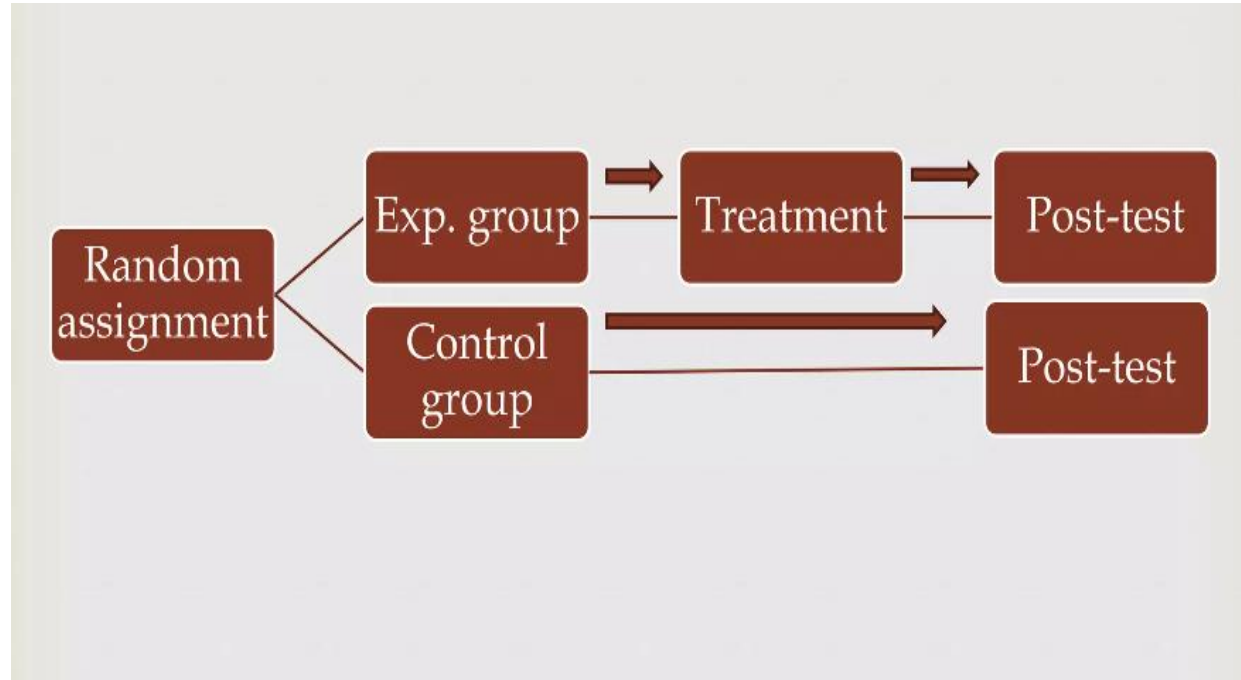 Random
assignment
Exp. group
Treatment
Post-test
Control
group
Post-test